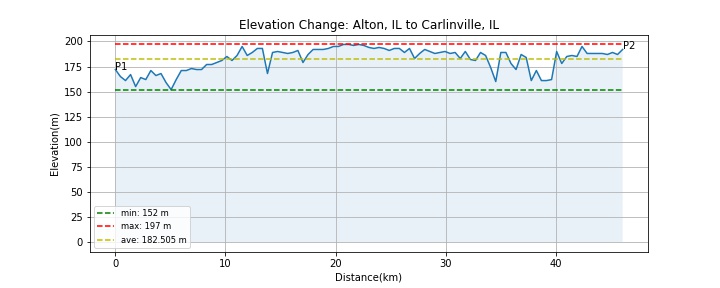 Elevation Change: Alton, IL to Carlinville, IL
200
175
150
125
100
75
50
25
0
Elevation(m)
P1
P2
min: 152 m
max: 197 m
ave: 182.505 m
0
10
20
30
40
Distance(km)